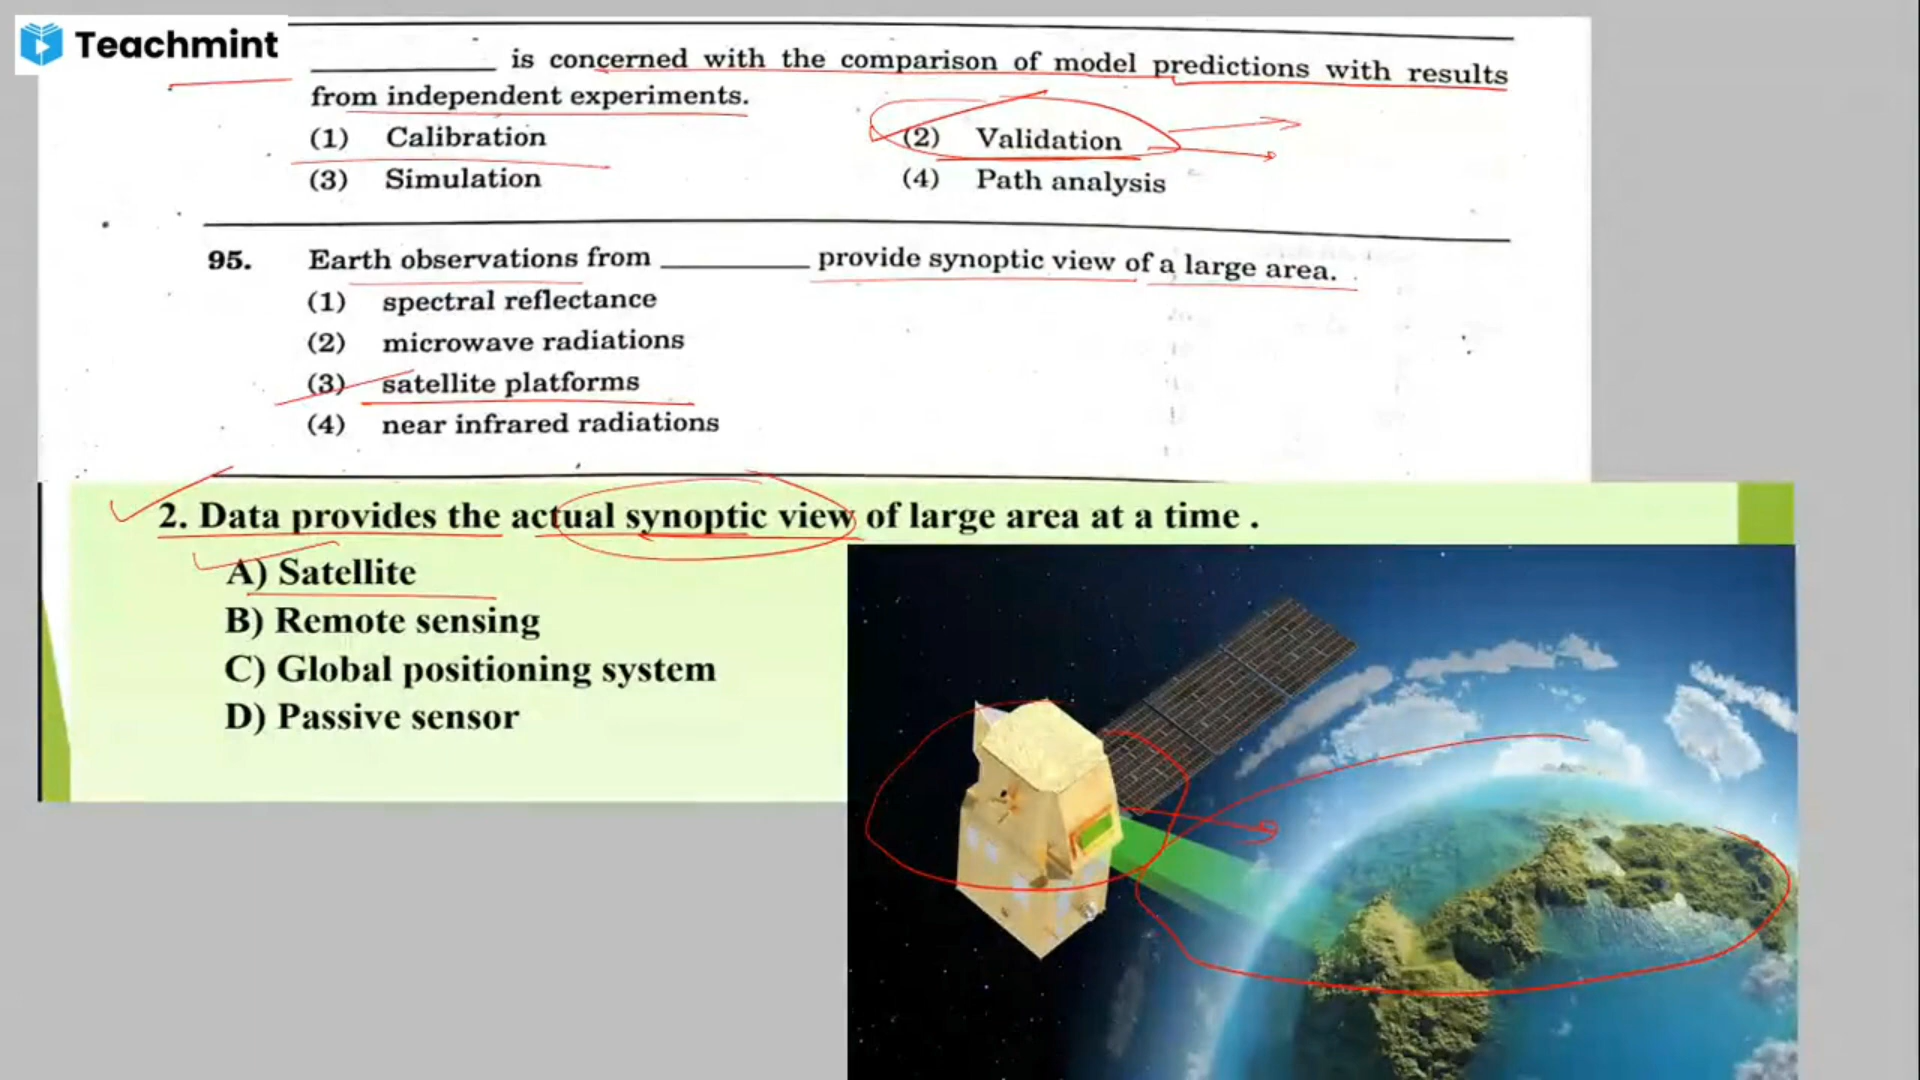 Teachmint
__________ is concerned with the comparison of model predictions with results
from independent experiments.
(1) Calibration (2) Validation
(3) Simulation (4) Path analysis
95. Earth observations from __________ provide synoptic view of a large area.
(1) spectral reflectance
(2) microwave radiations
(3) satellite platforms
(4) near infrared radiations
2. Data provides the actual synoptic view of large area at a time .
A) Satellite
B) Remote sensing
C) Global positioning system
D) Passive sensor